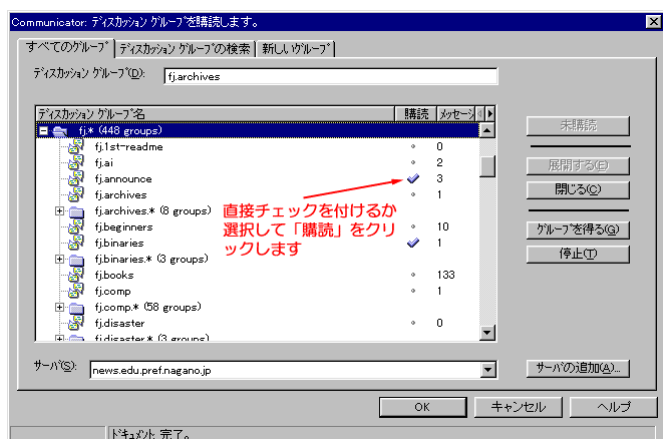 Communicator: ディスカッション グループを購読します。
すべてのグループ
ディスカッション グループの検索
新しいグループ
ディスカッション グループ(D):
fj.archives
ディスカッション グループ名 購読 メッセージ
fj.* (448 groups)
fj.1st-readme 0
fj.ai 2
fj.announce 3
fj.archives 1
fj.archives.* (8 groups)
fj.beginners 10
fj.binaries 1
fj.binaries.* (3 groups)
fj.books 133
fj.comp 1
fj.comp.* (58 groups)
fj.disaster 0
fj.disaster.* (3 groups)
直接チェックを付けるか
選択して「購読」をクリ
ックします
未購読
展開する(E)
閉じる(C)
グループを得る(G)
停止(T)
サーバ(S):
news.edu.pref.nagano.jp
サーバの追加(A)...
OK
キャンセル
ヘルプ
ドキュメント: 完了。